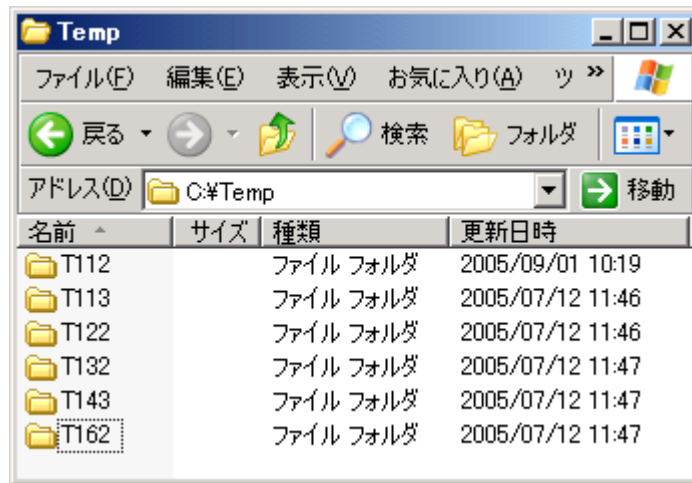 Temp
ファイル(F) 編集(E) 表示(V) お気に入り(A) ツ »
戻る 検索 フォルダ
アドレス(D) C:¥Temp 移動
名前 サイズ 種類 更新日時
T112 ファイル フォルダ 2005/09/01 10:19
T113 ファイル フォルダ 2005/07/12 11:46
T122 ファイル フォルダ 2005/07/12 11:46
T132 ファイル フォルダ 2005/07/12 11:47
T143 ファイル フォルダ 2005/07/12 11:47
T162 ファイル フォルダ 2005/07/12 11:47